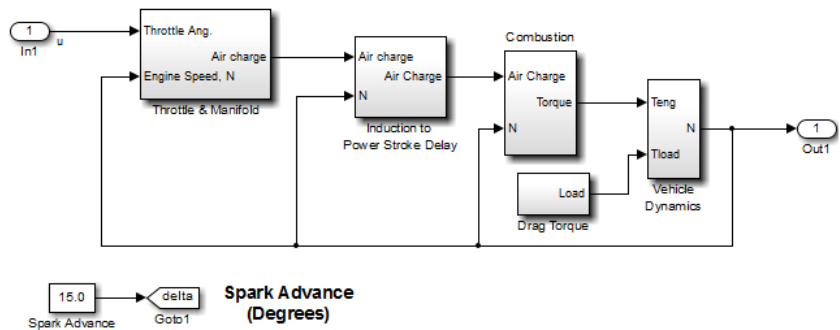 1
In1
u
Throttle Ang.
Air charge
Engine Speed, N
Throttle & Manifold
Air charge
Air Charge
N
Induction to
Power Stroke Delay
Combustion
Air Charge
Torque
N
Load
Drag Torque
Teng
N
Tload
Vehicle
Dynamics
1
Out1
15.0
Spark Advance
delta
Goto1
Spark Advance
(Degrees)